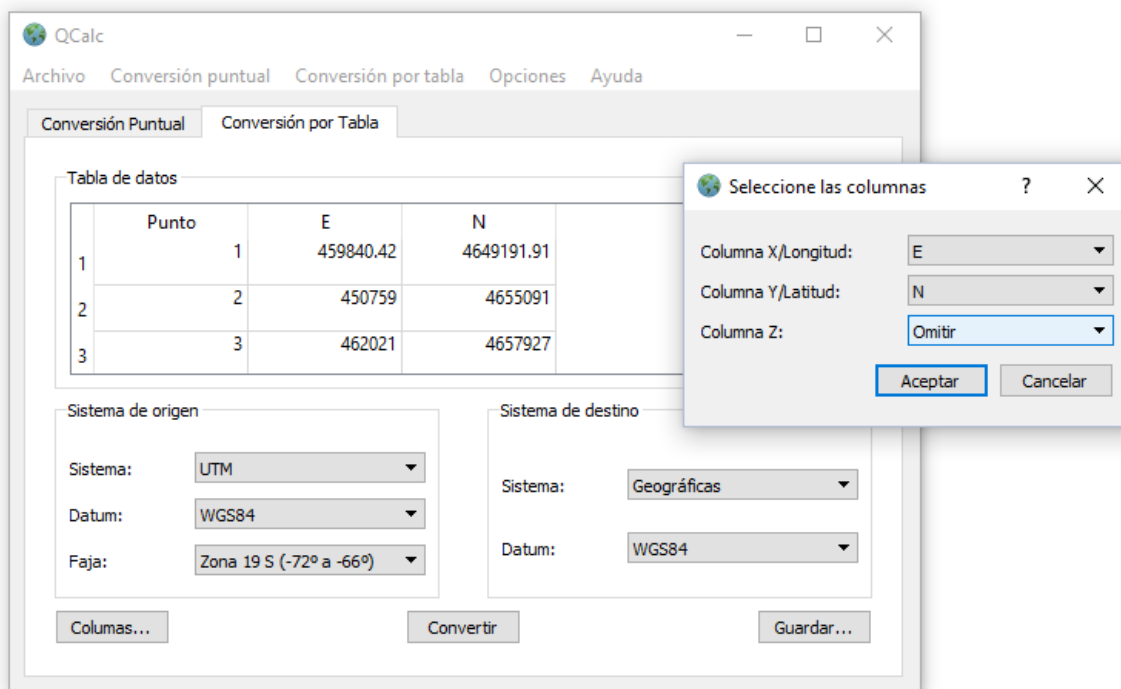 QCalc
Archivo Conversión puntual Conversión por tabla Opciones Ayuda
Conversión Puntual Conversión por Tabla
Tabla de datos
Punto E N
1 1 459840.42 4649191.91
2 2 450759 4655091
3 3 462021 4657927
Sistema de origen
Sistema: UTM
Datum: WGS84
Faja: Zona 19 S (-72º a -66º)
Sistema de destino
Sistema: Geográficas
Datum: WGS84
Columas... Convertir Guardar...
Seleccione las columnas ?
Columna X/Longitud: E
Columna Y/Latitud: N
Columna Z: Omitir
Aceptar Cancelar